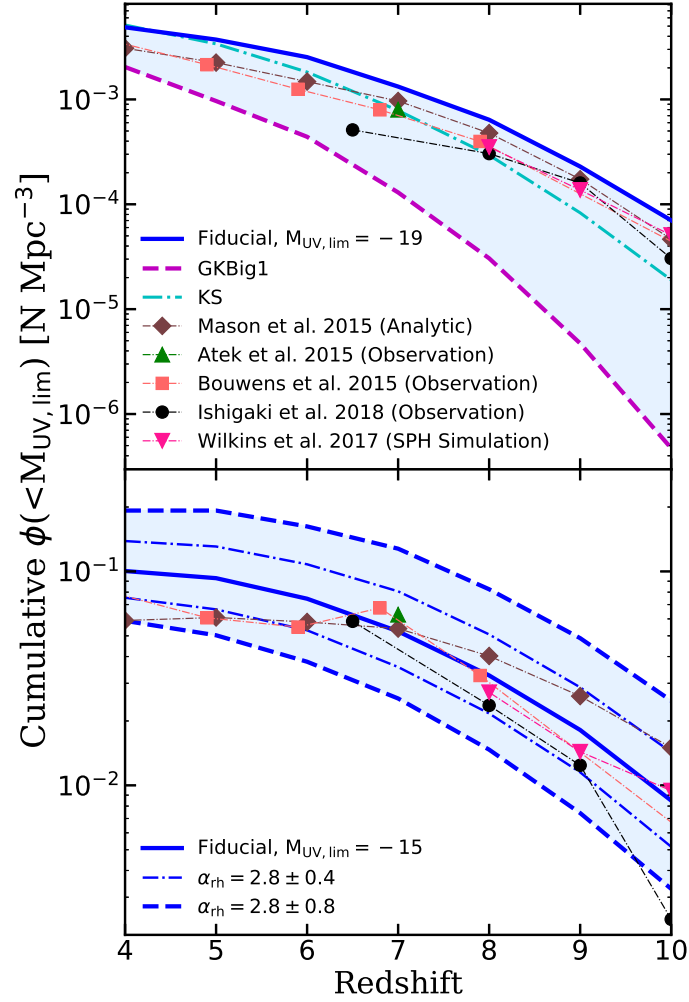 10⁻³
10⁻⁴
10⁻⁵
10⁻⁶
Fiducial, M_UV, lim = −19
GKBig1
KS
Mason et al. 2015 (Analytic)
Atek et al. 2015 (Observation)
Bouwens et al. 2015 (Observation)
Ishigaki et al. 2018 (Observation)
Wilkins et al. 2017 (SPH Simulation)
Cumulative ϕ(<M_UV, lim) [N Mpc⁻³]
10⁻¹
10⁻²
Fiducial, M_UV, lim = −15
α_rh = 2.8 ± 0.4
α_rh = 2.8 ± 0.8
4 5 6 7 8 9 10
Redshift